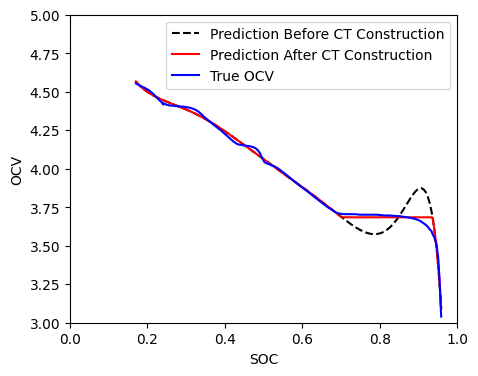 5.00
4.75
4.50
4.25
4.00
3.75
3.50
3.25
3.00
OCV
0.0 0.2 0.4 0.6 0.8 1.0
SOC
Prediction Before CT Construction
Prediction After CT Construction
True OCV